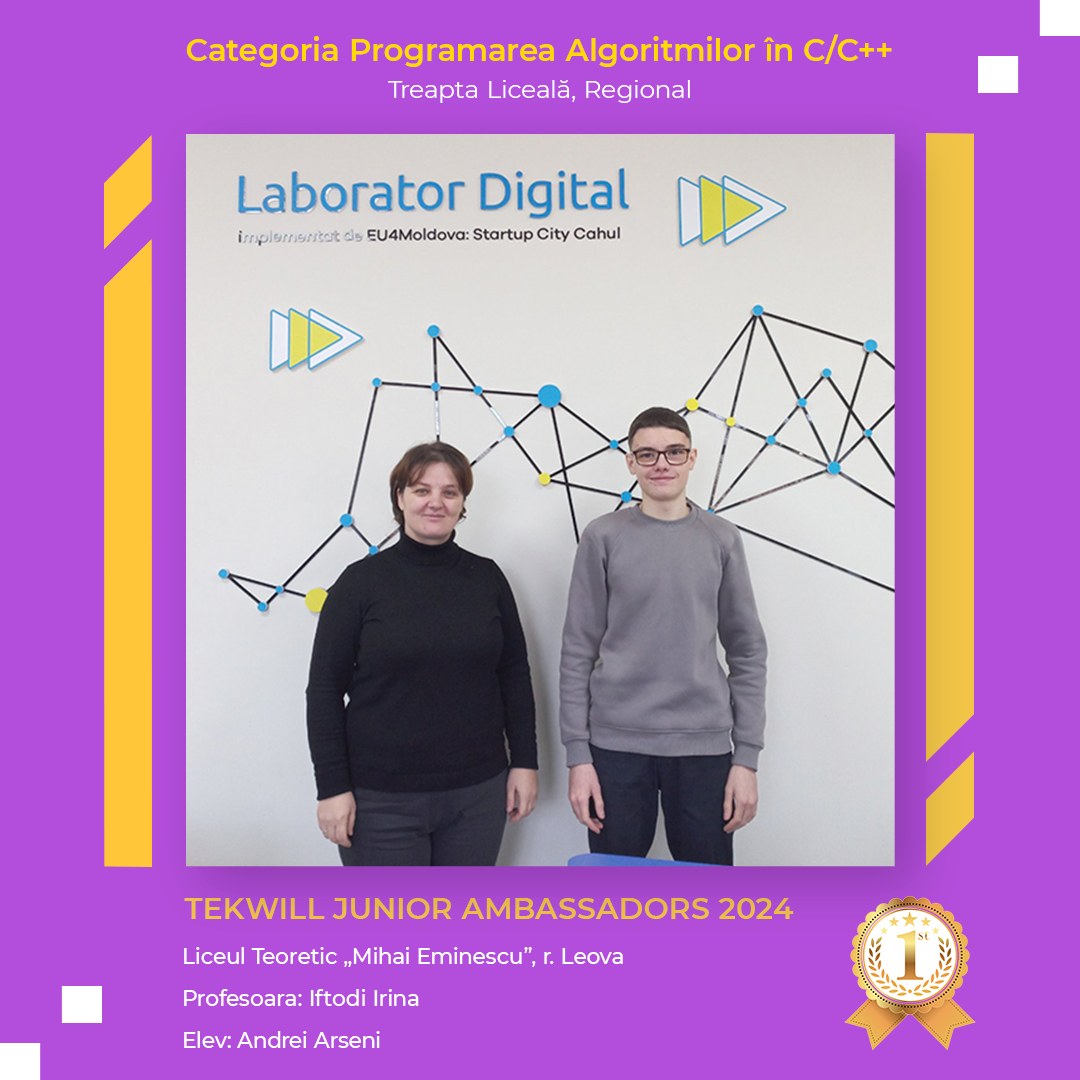 Categoria Programarea Algoritmilor în C/C++
Treapta Liceală, Regional
Laborator Digital
implementat de EU4Moldova: Startup City Cahul
TEKWILL JUNIOR AMBASSADORS 2024
Liceul Teoretic „Mihai Eminescu”, r. Leova
Profesoara: Iftodi Irina
Elev: Andrei Arseni
1st